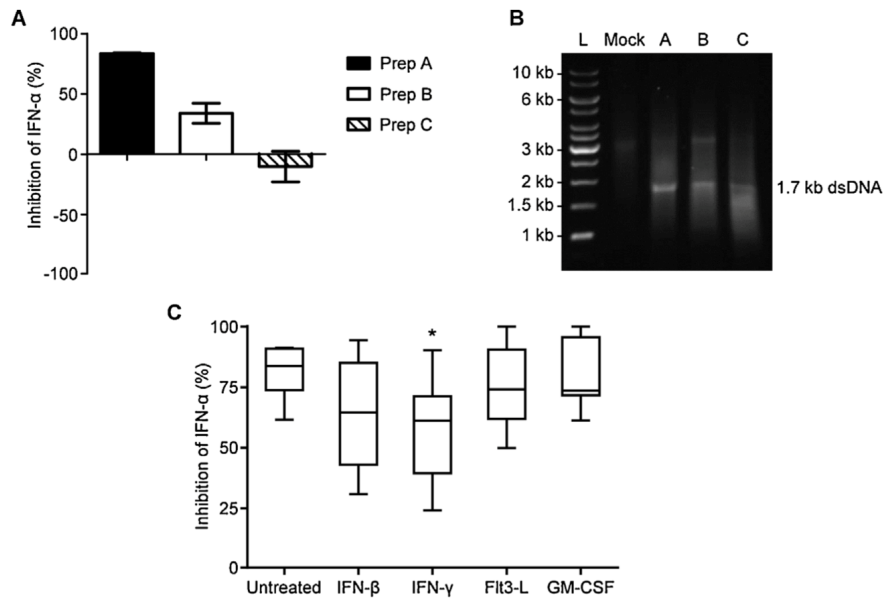 A
Inhibition of IFN-α (%)
100
50
0
-50
-100
Prep A
Prep B
Prep C
B
L Mock A B C
10 kb
6 kb
3 kb
2 kb
1.5 kb
1 kb
1.7 kb dsDNA
C
Inhibition of IFN-α (%)
100
75
50
25
0
*
Untreated IFN-β IFN-γ Flt3-L GM-CSF